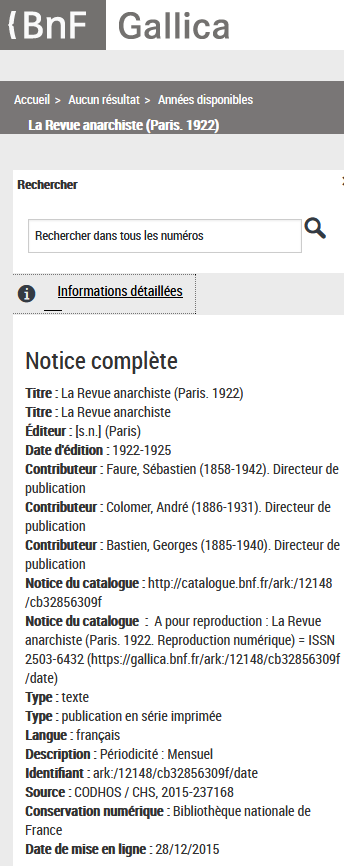 {BnF Gallica
Accueil > Aucun résultat > Années disponibles
La Revue anarchiste (Paris. 1922)
Rechercher
Rechercher dans tous les numéros
Informations détaillées
Notice complète
Titre : La Revue anarchiste (Paris. 1922)
Titre : La Revue anarchiste
Éditeur : [s.n.] (Paris)
Date d'édition : 1922-1925
Contributeur : Faure, Sébastien (1858-1942). Directeur de
publication
Contributeur : Colomer, André (1886-1931). Directeur de
publication
Contributeur : Bastien, Georges (1885-1940). Directeur de
publication
Notice du catalogue : http://catalogue.bnf.fr/ark:/12148
/cb32856309f
Notice du catalogue : A pour reproduction : La Revue
anarchiste (Paris. 1922. Reproduction numérique) = ISSN
2503-6432 (https://gallica.bnf.fr/ark:/12148/cb32856309f
/date)
Type : texte
Type : publication en série imprimée
Langue : français
Description : Périodicité : Mensuel
Identifiant : ark:/12148/cb32856309f/date
Source : CODHOS / CHS, 2015-237168
Conservation numérique : Bibliothèque nationale de
France
Date de mise en ligne : 28/12/2015